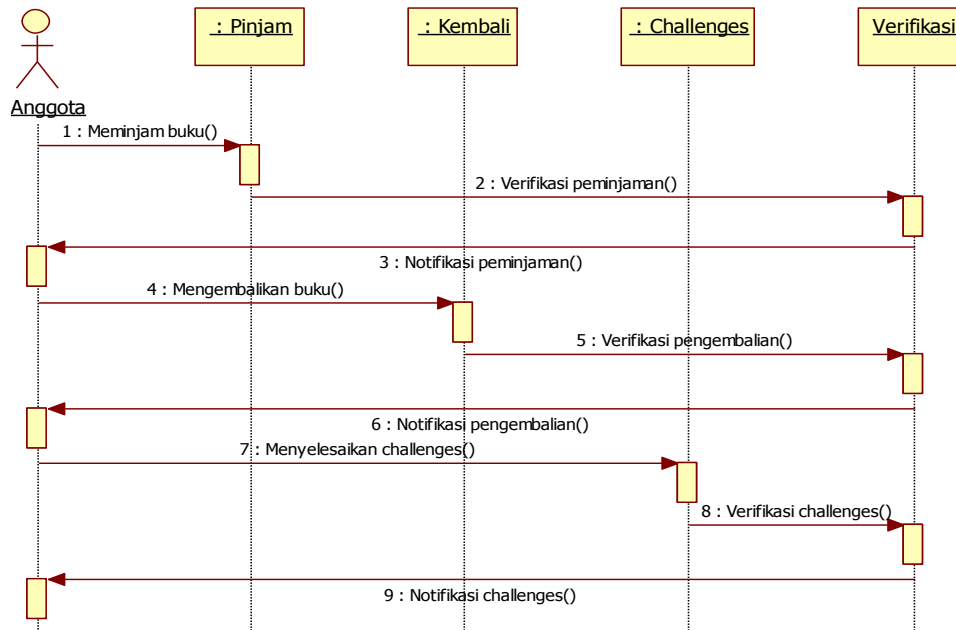 : Pinjam
: Kembali
: Challenges
Verifikasi
Anggota
1 : Meminjam buku()
2 : Verifikasi peminjaman()
3 : Notifikasi peminjaman()
4 : Mengembalikan buku()
5 : Verifikasi pengembalian()
6 : Notifikasi pengembalian()
7 : Menyelesaikan challenges()
8 : Verifikasi challenges()
9 : Notifikasi challenges()